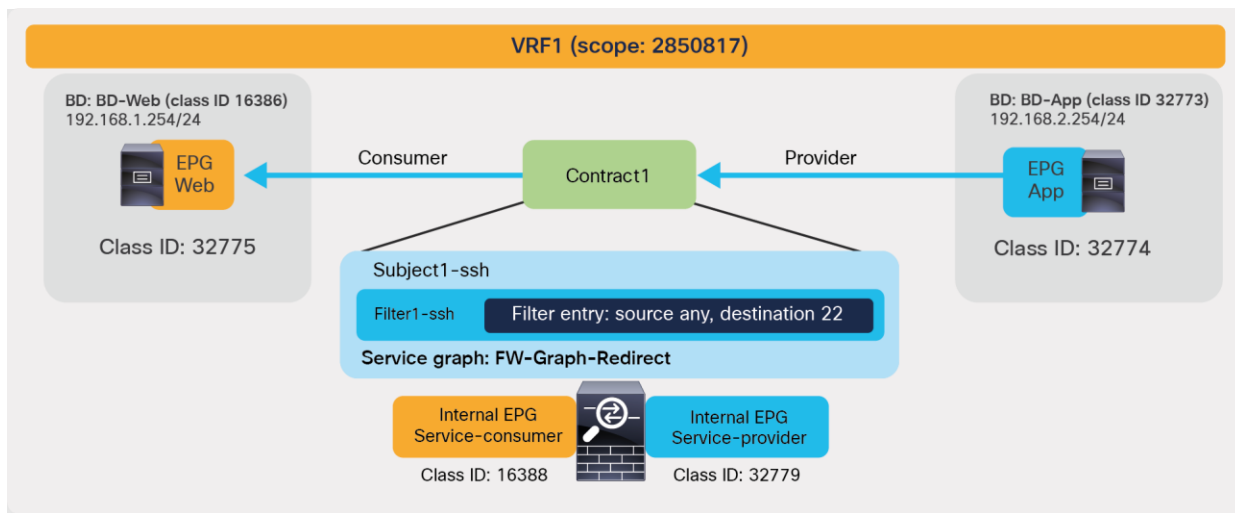 VRF1 (scope: 2850817)
BD: BD-Web (class ID 16386)
192.168.1.254/24
EPG
Web
Class ID: 32775
Consumer
Contract1
Provider
BD: BD-App (class ID 32773)
192.168.2.254/24
EPG
App
Class ID: 32774
Subject1-ssh
Filter1-ssh
Filter entry: source any, destination 22
Service graph: FW-Graph-Redirect
Internal EPG
Service-consumer
Class ID: 16388
Internal EPG
Service-provider
Class ID: 32779